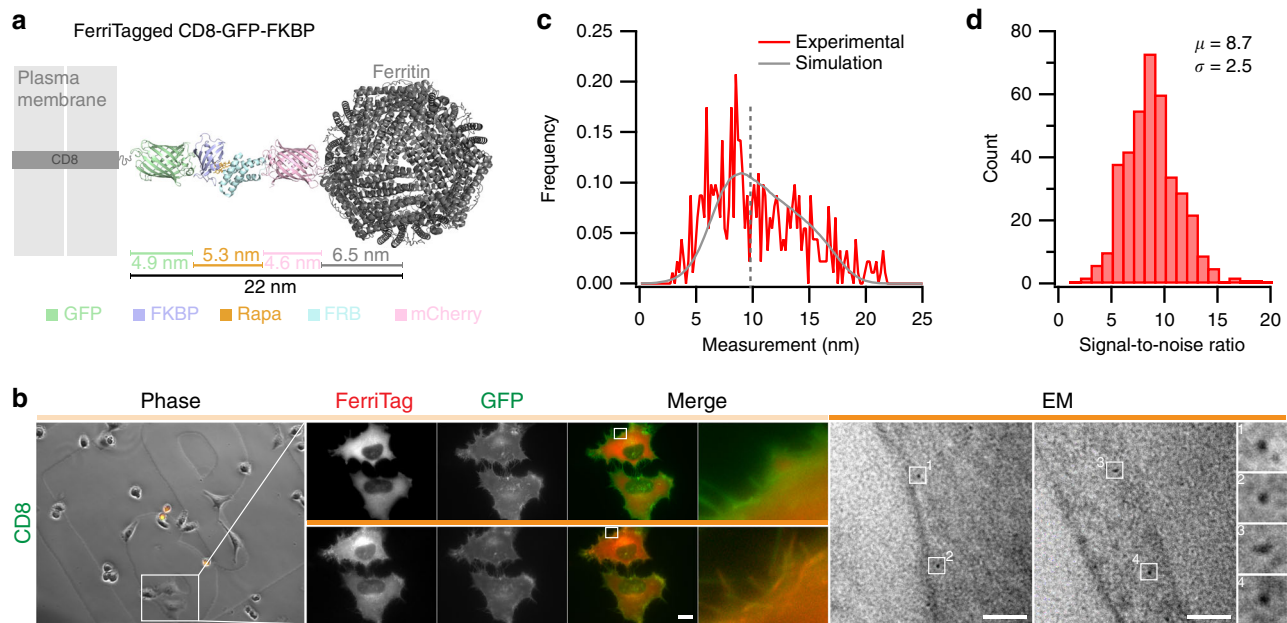 a
FerriTagged CD8-GFP-FKBP
Plasma
membrane
CD8
Ferritin
4.9 nm
5.3 nm
4.6 nm
6.5 nm
22 nm
GFP
FKBP
Rapa
FRB
mCherry
c
0.25
0.20
0.15
0.10
0.05
0.00
Frequency
Experimental
Simulation
0
5
10
15
20
25
Measurement (nm)
d
80
60
40
20
0
Count
μ = 8.7
σ = 2.5
0
5
10
15
20
Signal-to-noise ratio
b
Phase
FerriTag
GFP
Merge
EM
CD8
1
2
3
4
1
2
3
4